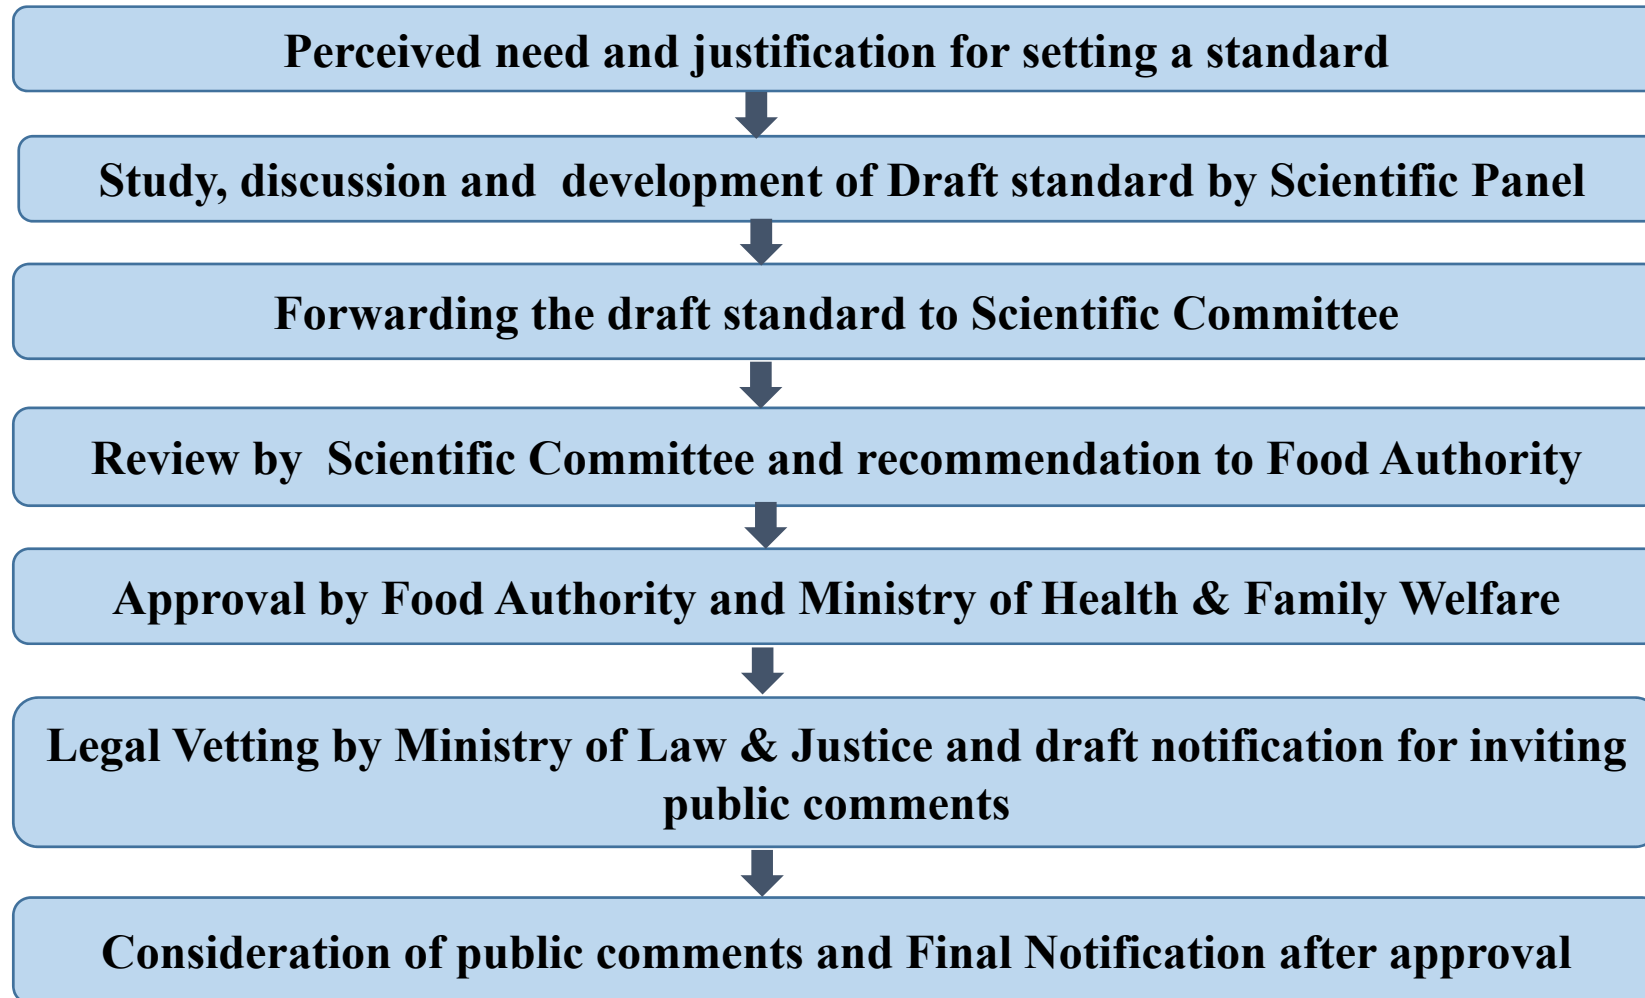 Perceived need and justification for setting a standard
Study, discussion and development of Draft standard by Scientific Panel
Forwarding the draft standard to Scientific Committee
Review by Scientific Committee and recommendation to Food Authority
Approval by Food Authority and Ministry of Health & Family Welfare
Legal Vetting by Ministry of Law & Justice and draft notification for inviting
public comments
Consideration of public comments and Final Notification after approval